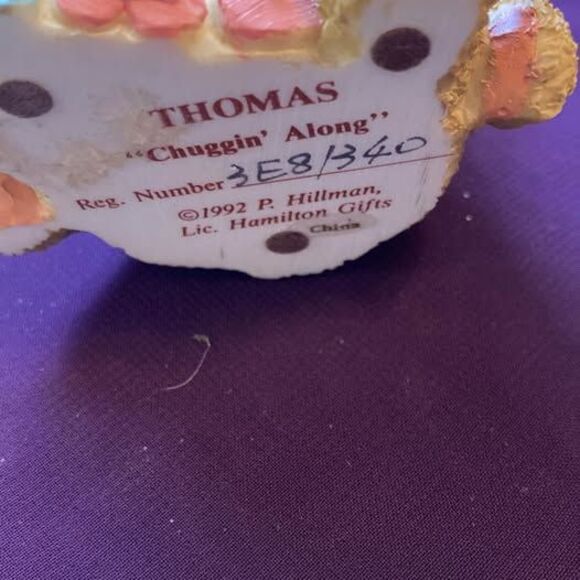 THOMAS
“Chuggin' Along”
Reg. Number 3E8/340
©1992 P. Hillman,
Lic. Hamilton Gifts
China